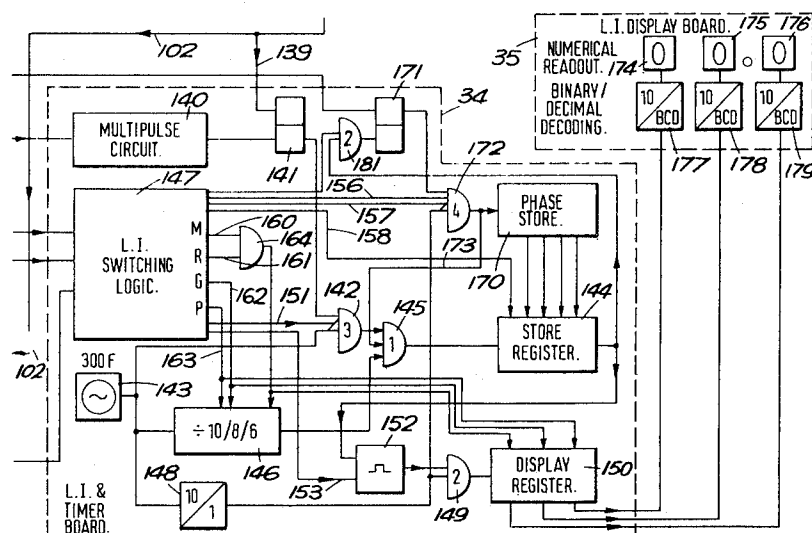 L.I. DISPLAY BOARD.
175
176
35
NUMERICAL
READOUT.
174
0
0
0
BINARY/
DECIMAL
DECODING.
10/BCD
10/BCD
10/BCD
177
178
179
102
139
171
34
140
MULTIPULSE
CIRCUIT.
141
2
181
172
147
156
157
158
4
PHASE
STORE.
170
L.I.
SWITCHING
LOGIC.
M
R
G
P
160
164
161
162
151
163
173
142
3
145
1
144
STORE
REGISTER.
102
300F
143
÷10/8/6
146
152
153
148
10/1
2
149
DISPLAY
REGISTER.
150
L.I. &
TIMER
BOARD.